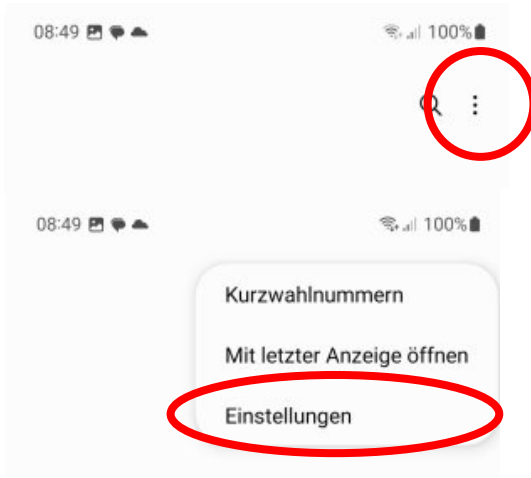 08:49 100%
08:49 100%
Kurzwahlnummern
Mit letzter Anzeige öffnen
Einstellungen